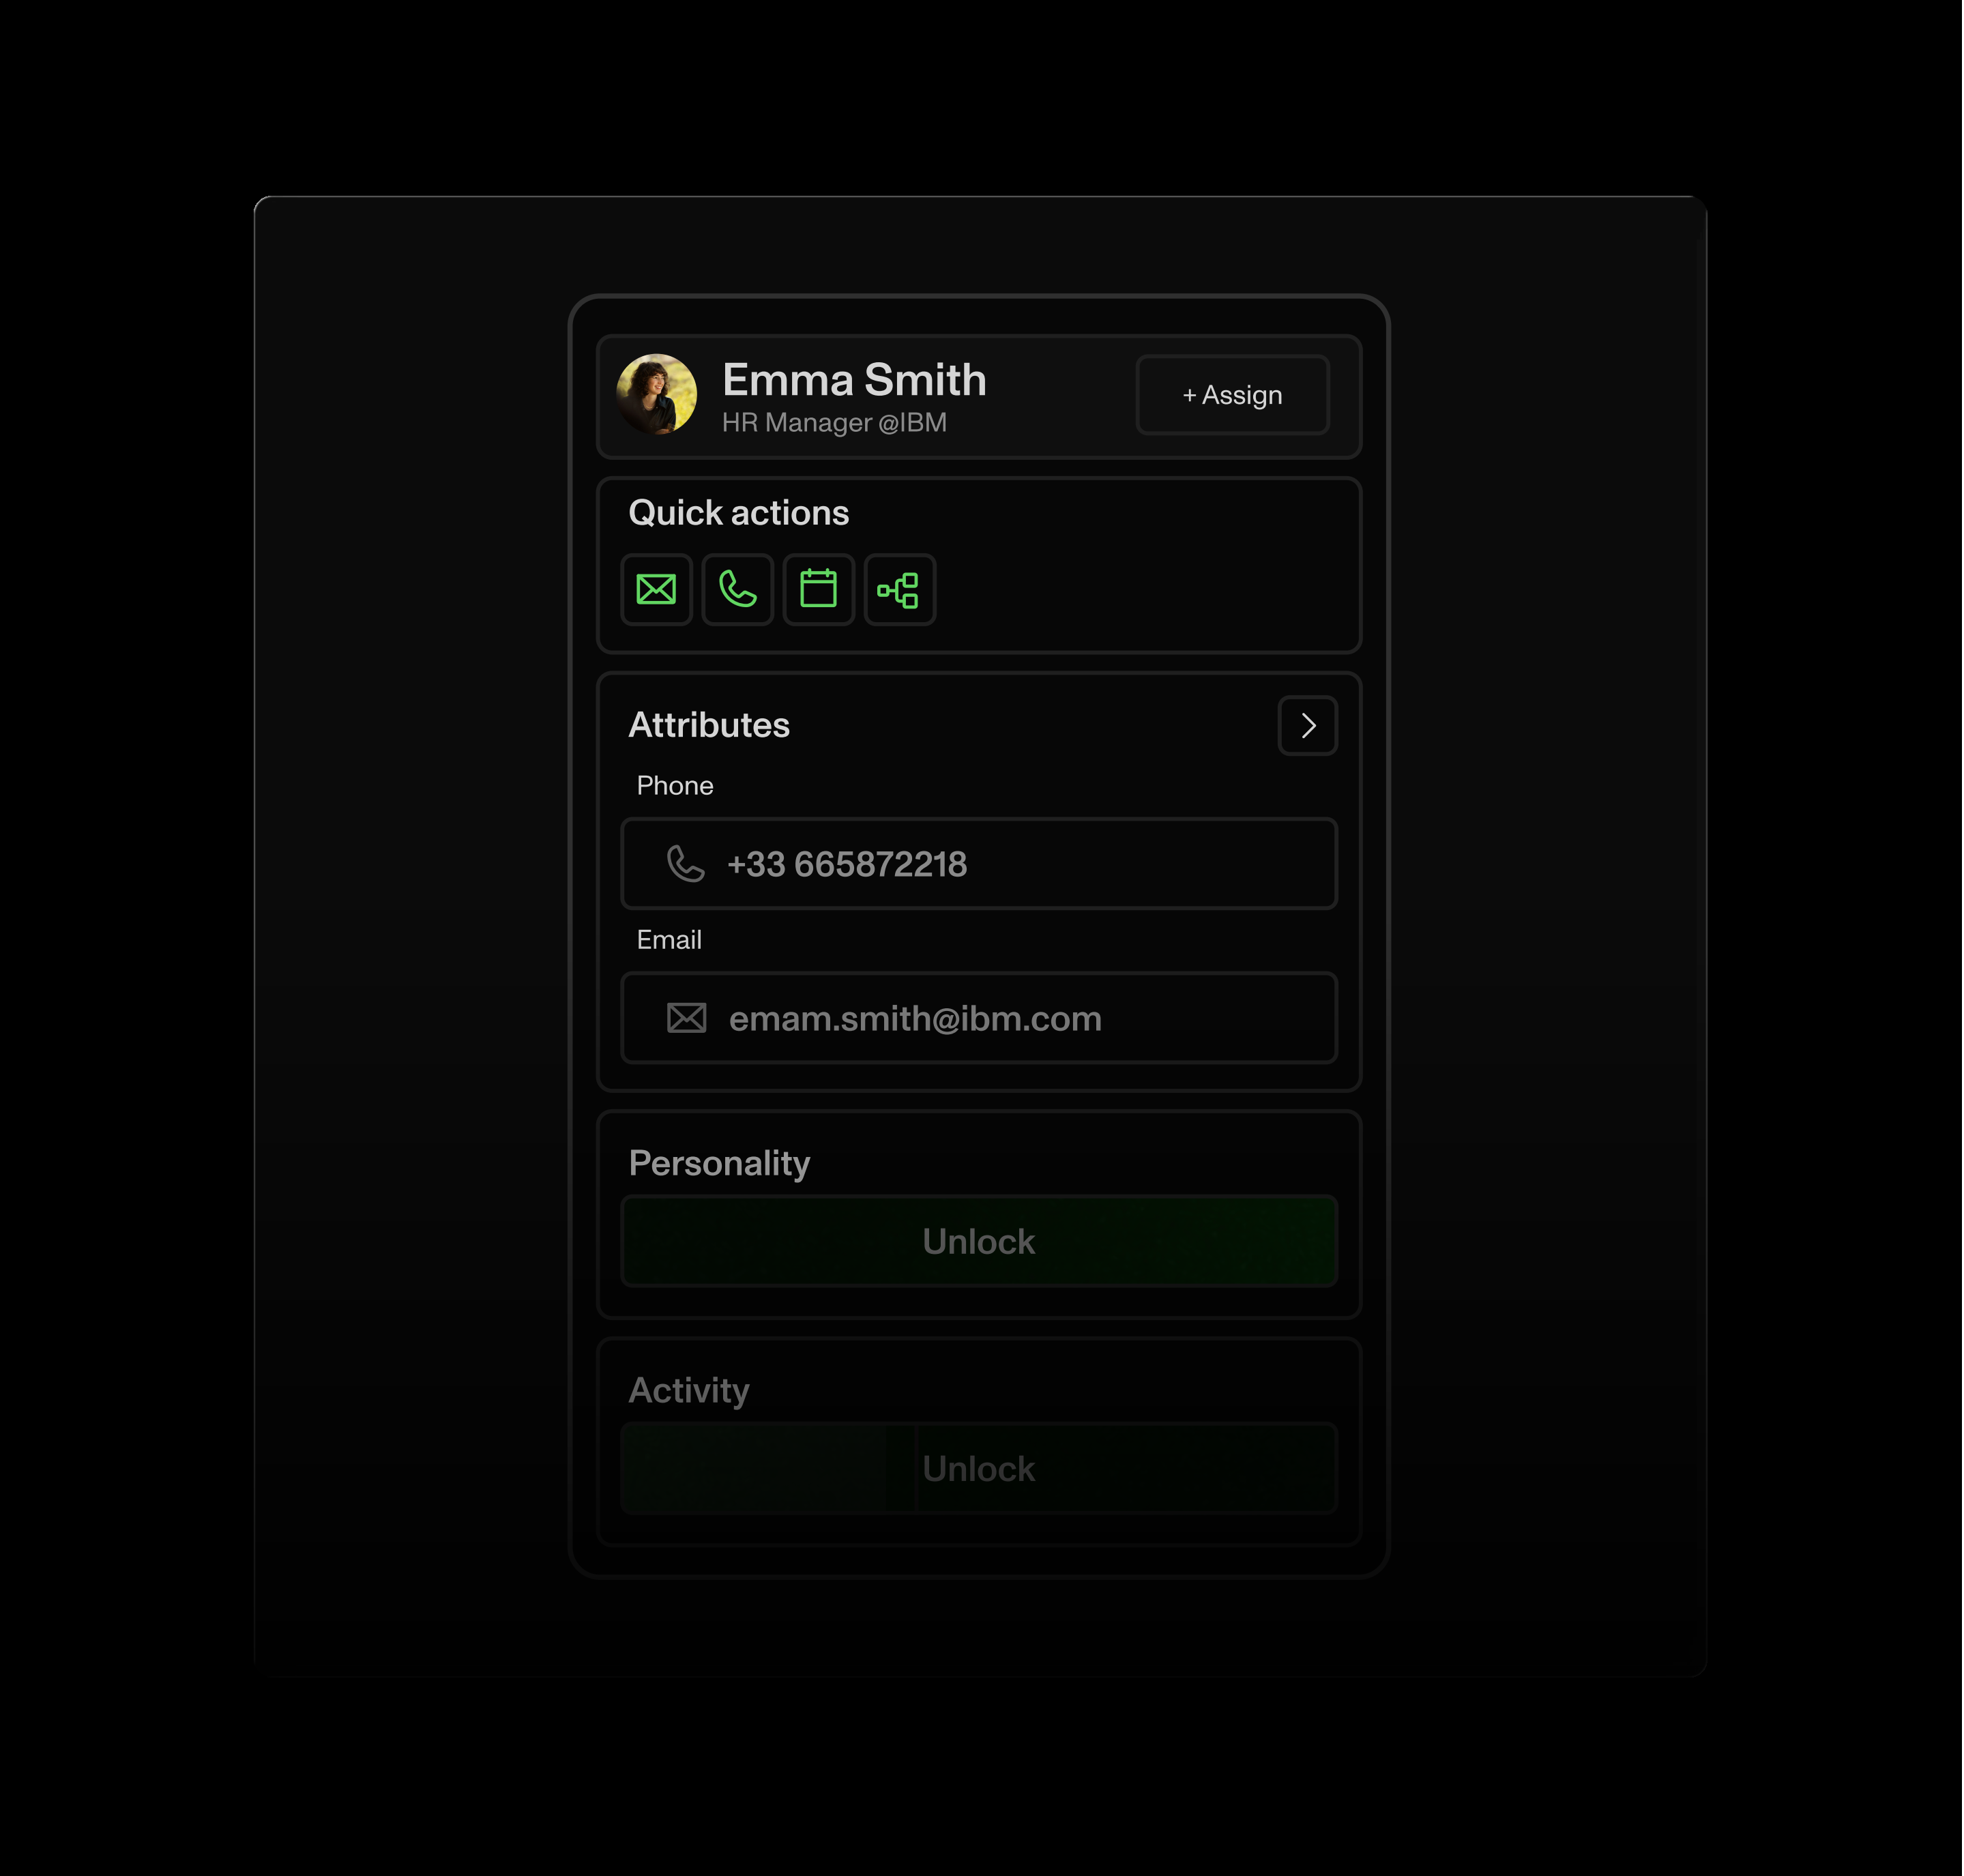 Emma Smith
HR Manager @IBM
+ Assign
Quick actions
Attributes
Phone
+33 665872218
Email
emam.smith@ibm.com
Personality
Unlock
Activity
Unlock